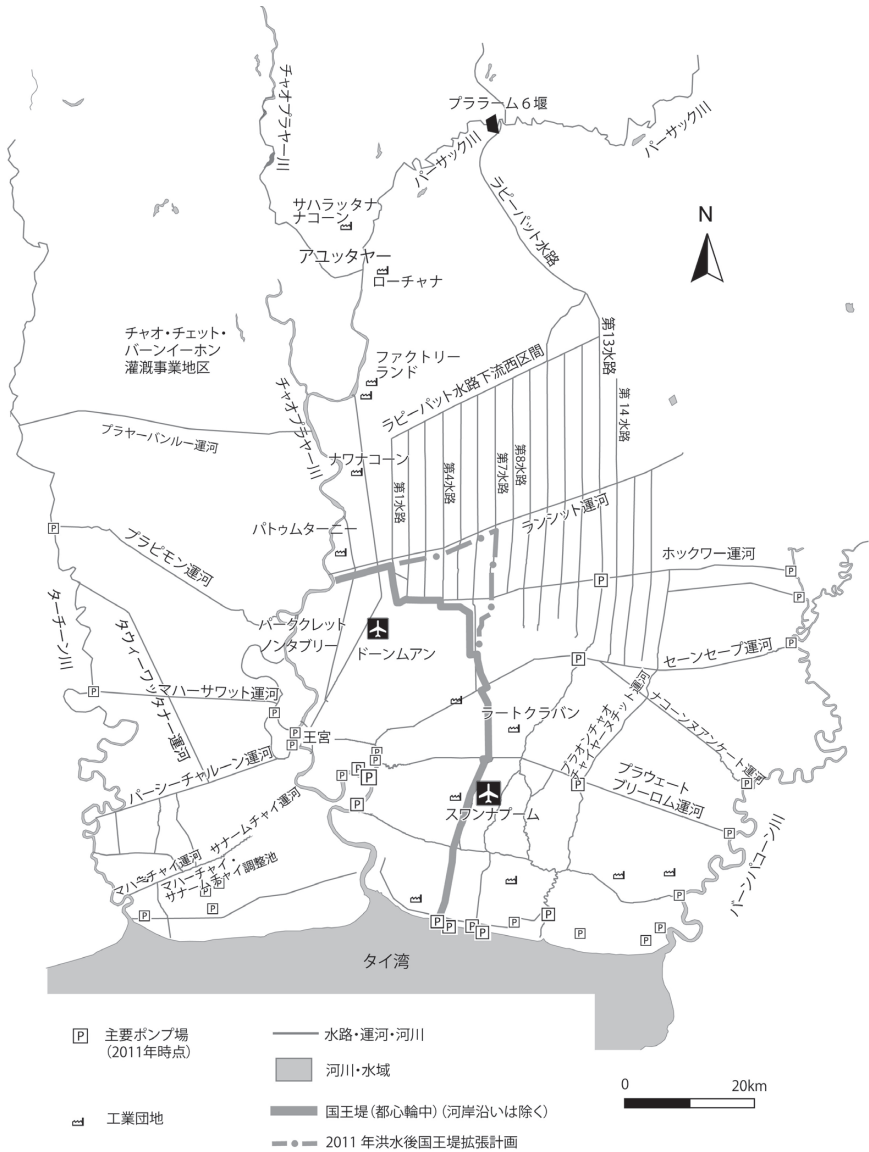 チャオプラヤー川
プララーム6堰
パーサック川
パーサック川
ラピーパット水路
サハラッタナ
ナコーン
アユッタヤー
ローチャナ
N
チャオ・チェット・
バーンイーホン
灌漑事業地区
ファクトリー
ランド
ラピーパット水路下流西区間
第13水路
第14水路
チャオプラヤー川
プラヤーバンルー運河
ナワナコーン
第1水路
第4水路
第7水路
第8水路
ランシット運河
パトゥムターニー
ホックワー運河
プラピモン運河
ターチーン川
タウィーワッタナー運河
パーククレット
ノンタブリー
ドーンムアン
セーンセープ運河
マハーサワット運河
ラートクラバン
プラオンチャオ
チャイヤーヌチット運河
ナコーンヌアンケート運河
王宮
パーシーチャルーン運河
プラウェート
ブリーロム運河
スワンナプーム
サナームチャイ運河
マハーチャイ運河
マハーチャイ・
サナームチャイ調整池
バーンパコーン川
タイ湾
P 主要ポンプ場
(2011年時点)
水路・運河・河川
河川・水域
工業団地
国王堤(都心輪中)(河岸沿いは除く)
2011年洪水後国王堤拡張計画
0 20km